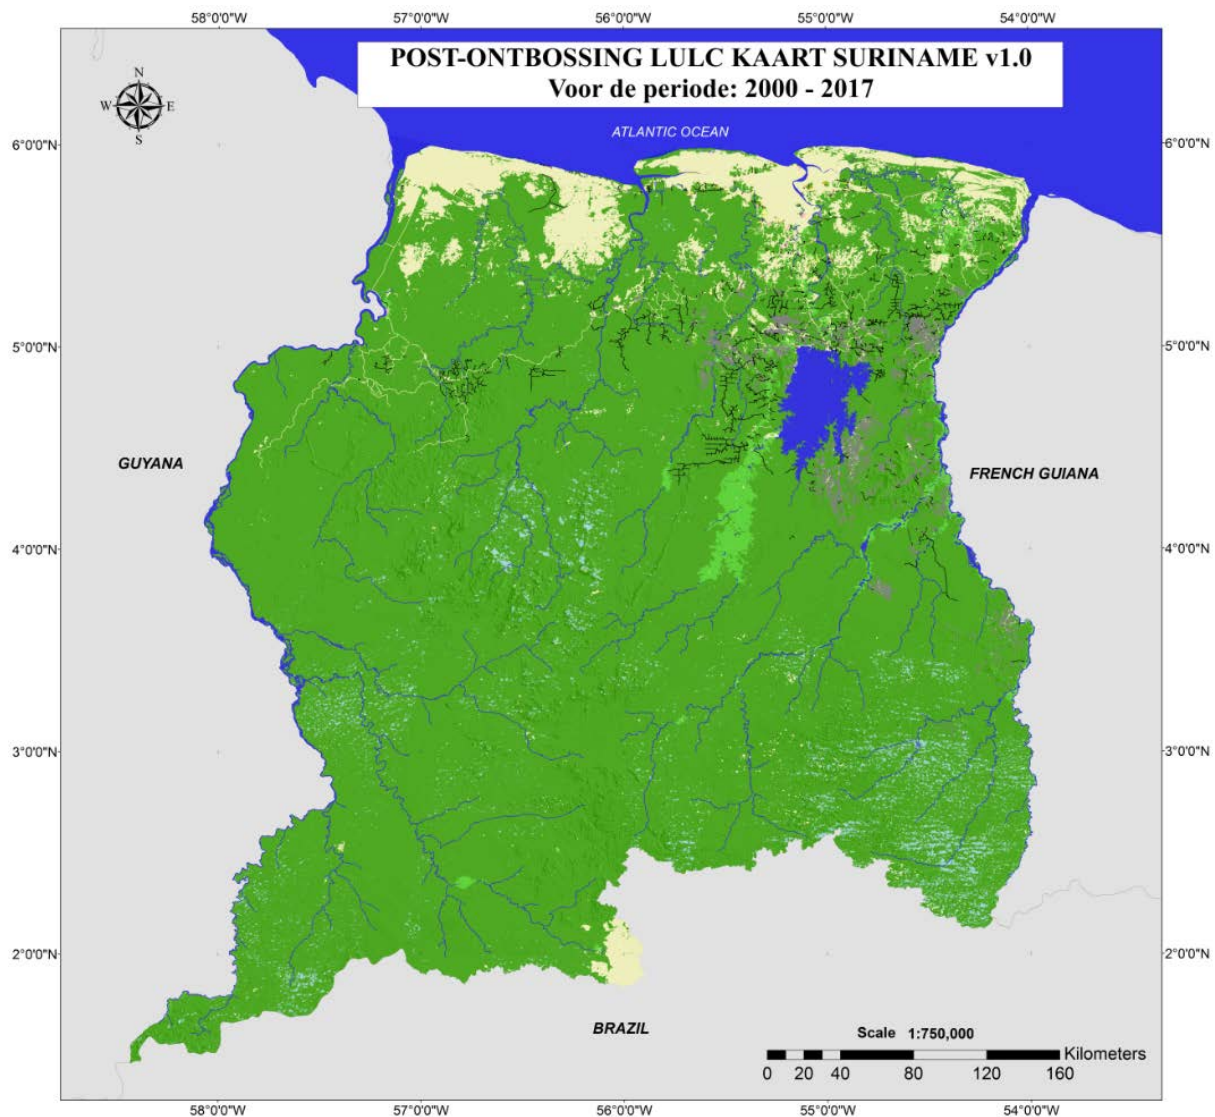 58°0'0"W 57°0'0"W 56°0'0"W 55°0'0"W 54°0'0"W
POST-ONTBOSSING LULC KAART SURINAME v1.0
Voor de periode: 2000 - 2017
N
W E
S
ATLANTIC OCEAN
6°0'0"N 6°0'0"N
5°0'0"N 5°0'0"N
GUYANA
FRENCH GUIANA
4°0'0"N 4°0'0"N
3°0'0"N 3°0'0"N
2°0'0"N 2°0'0"N
BRAZIL
Scale 1:750,000
Kilometers
0 20 40 80 120 160
58°0'0"W 57°0'0"W 56°0'0"W 55°0'0"W 54°0'0"W